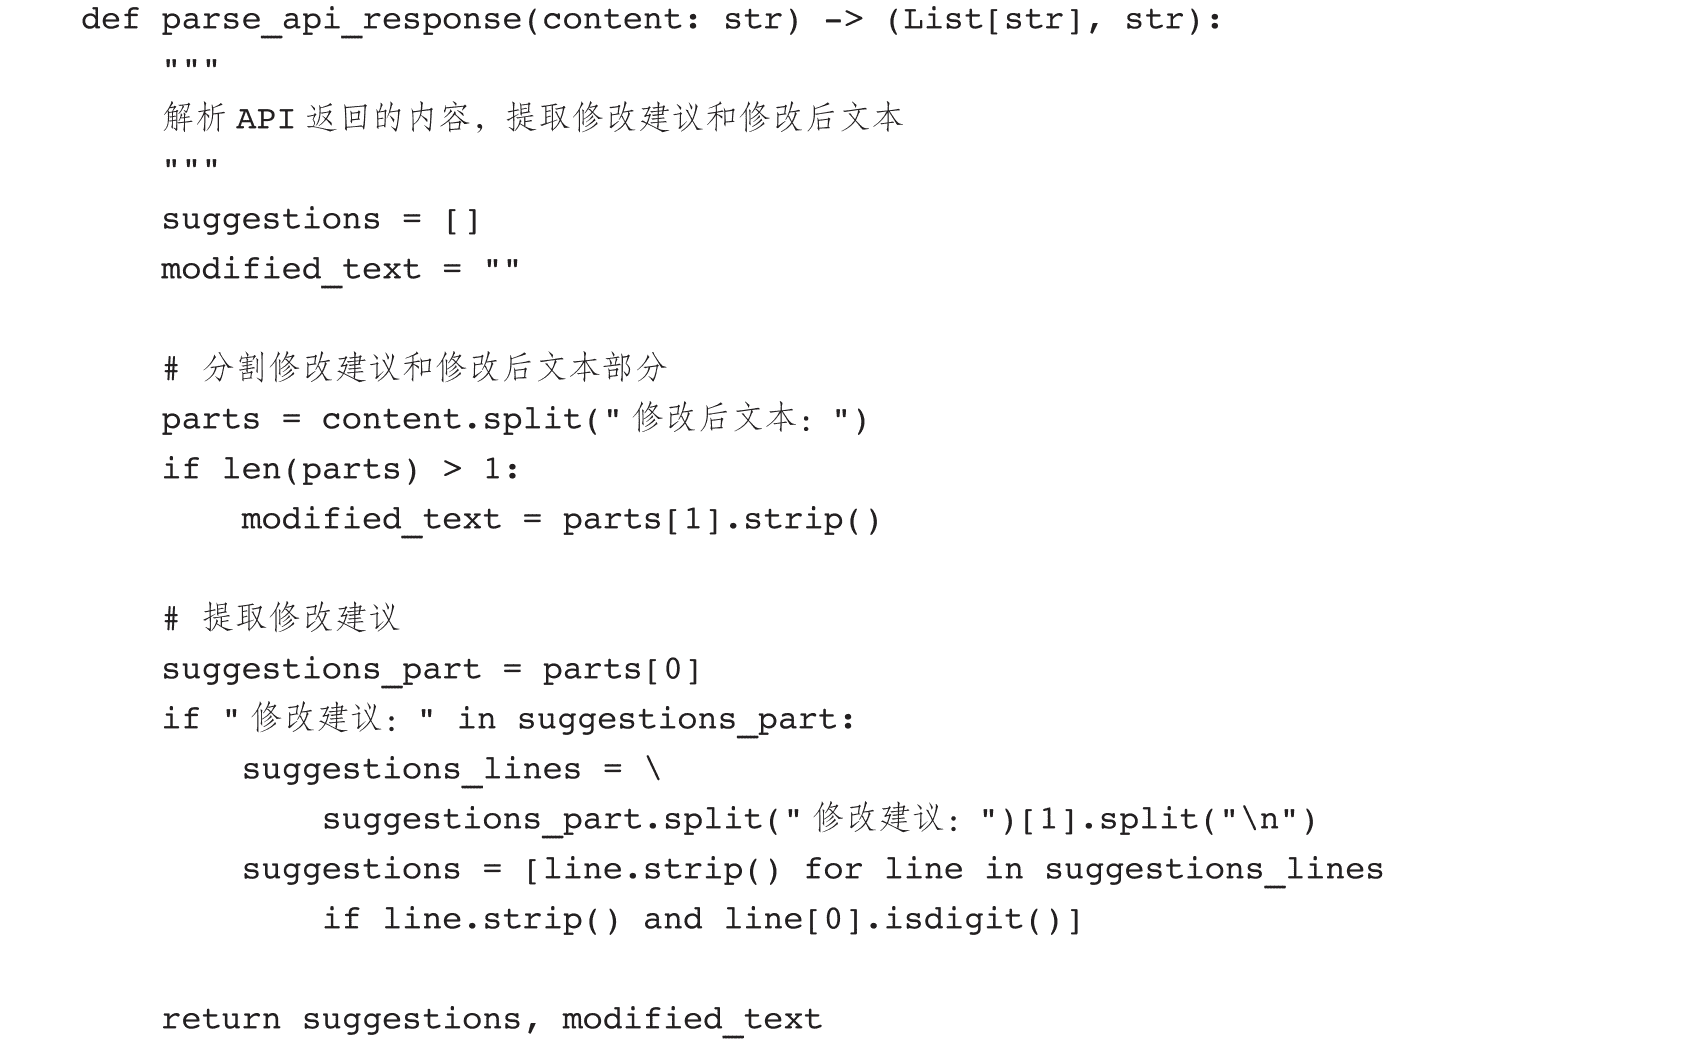 def parse_api_response(content: str) -> (List[str], str):
    """
    解析 API 返回的内容，提取修改建议和修改后文本
    """
    suggestions = []
    modified_text = ""

    # 分割修改建议和修改后文本部分
    parts = content.split("修改后文本：")
    if len(parts) > 1:
        modified_text = parts[1].strip()

    # 提取修改建议
    suggestions_part = parts[0]
    if "修改建议：" in suggestions_part:
        suggestions_lines = \
            suggestions_part.split("修改建议：")[1].split("\n")
        suggestions = [line.strip() for line in suggestions_lines
            if line.strip() and line[0].isdigit()]

    return suggestions, modified_text